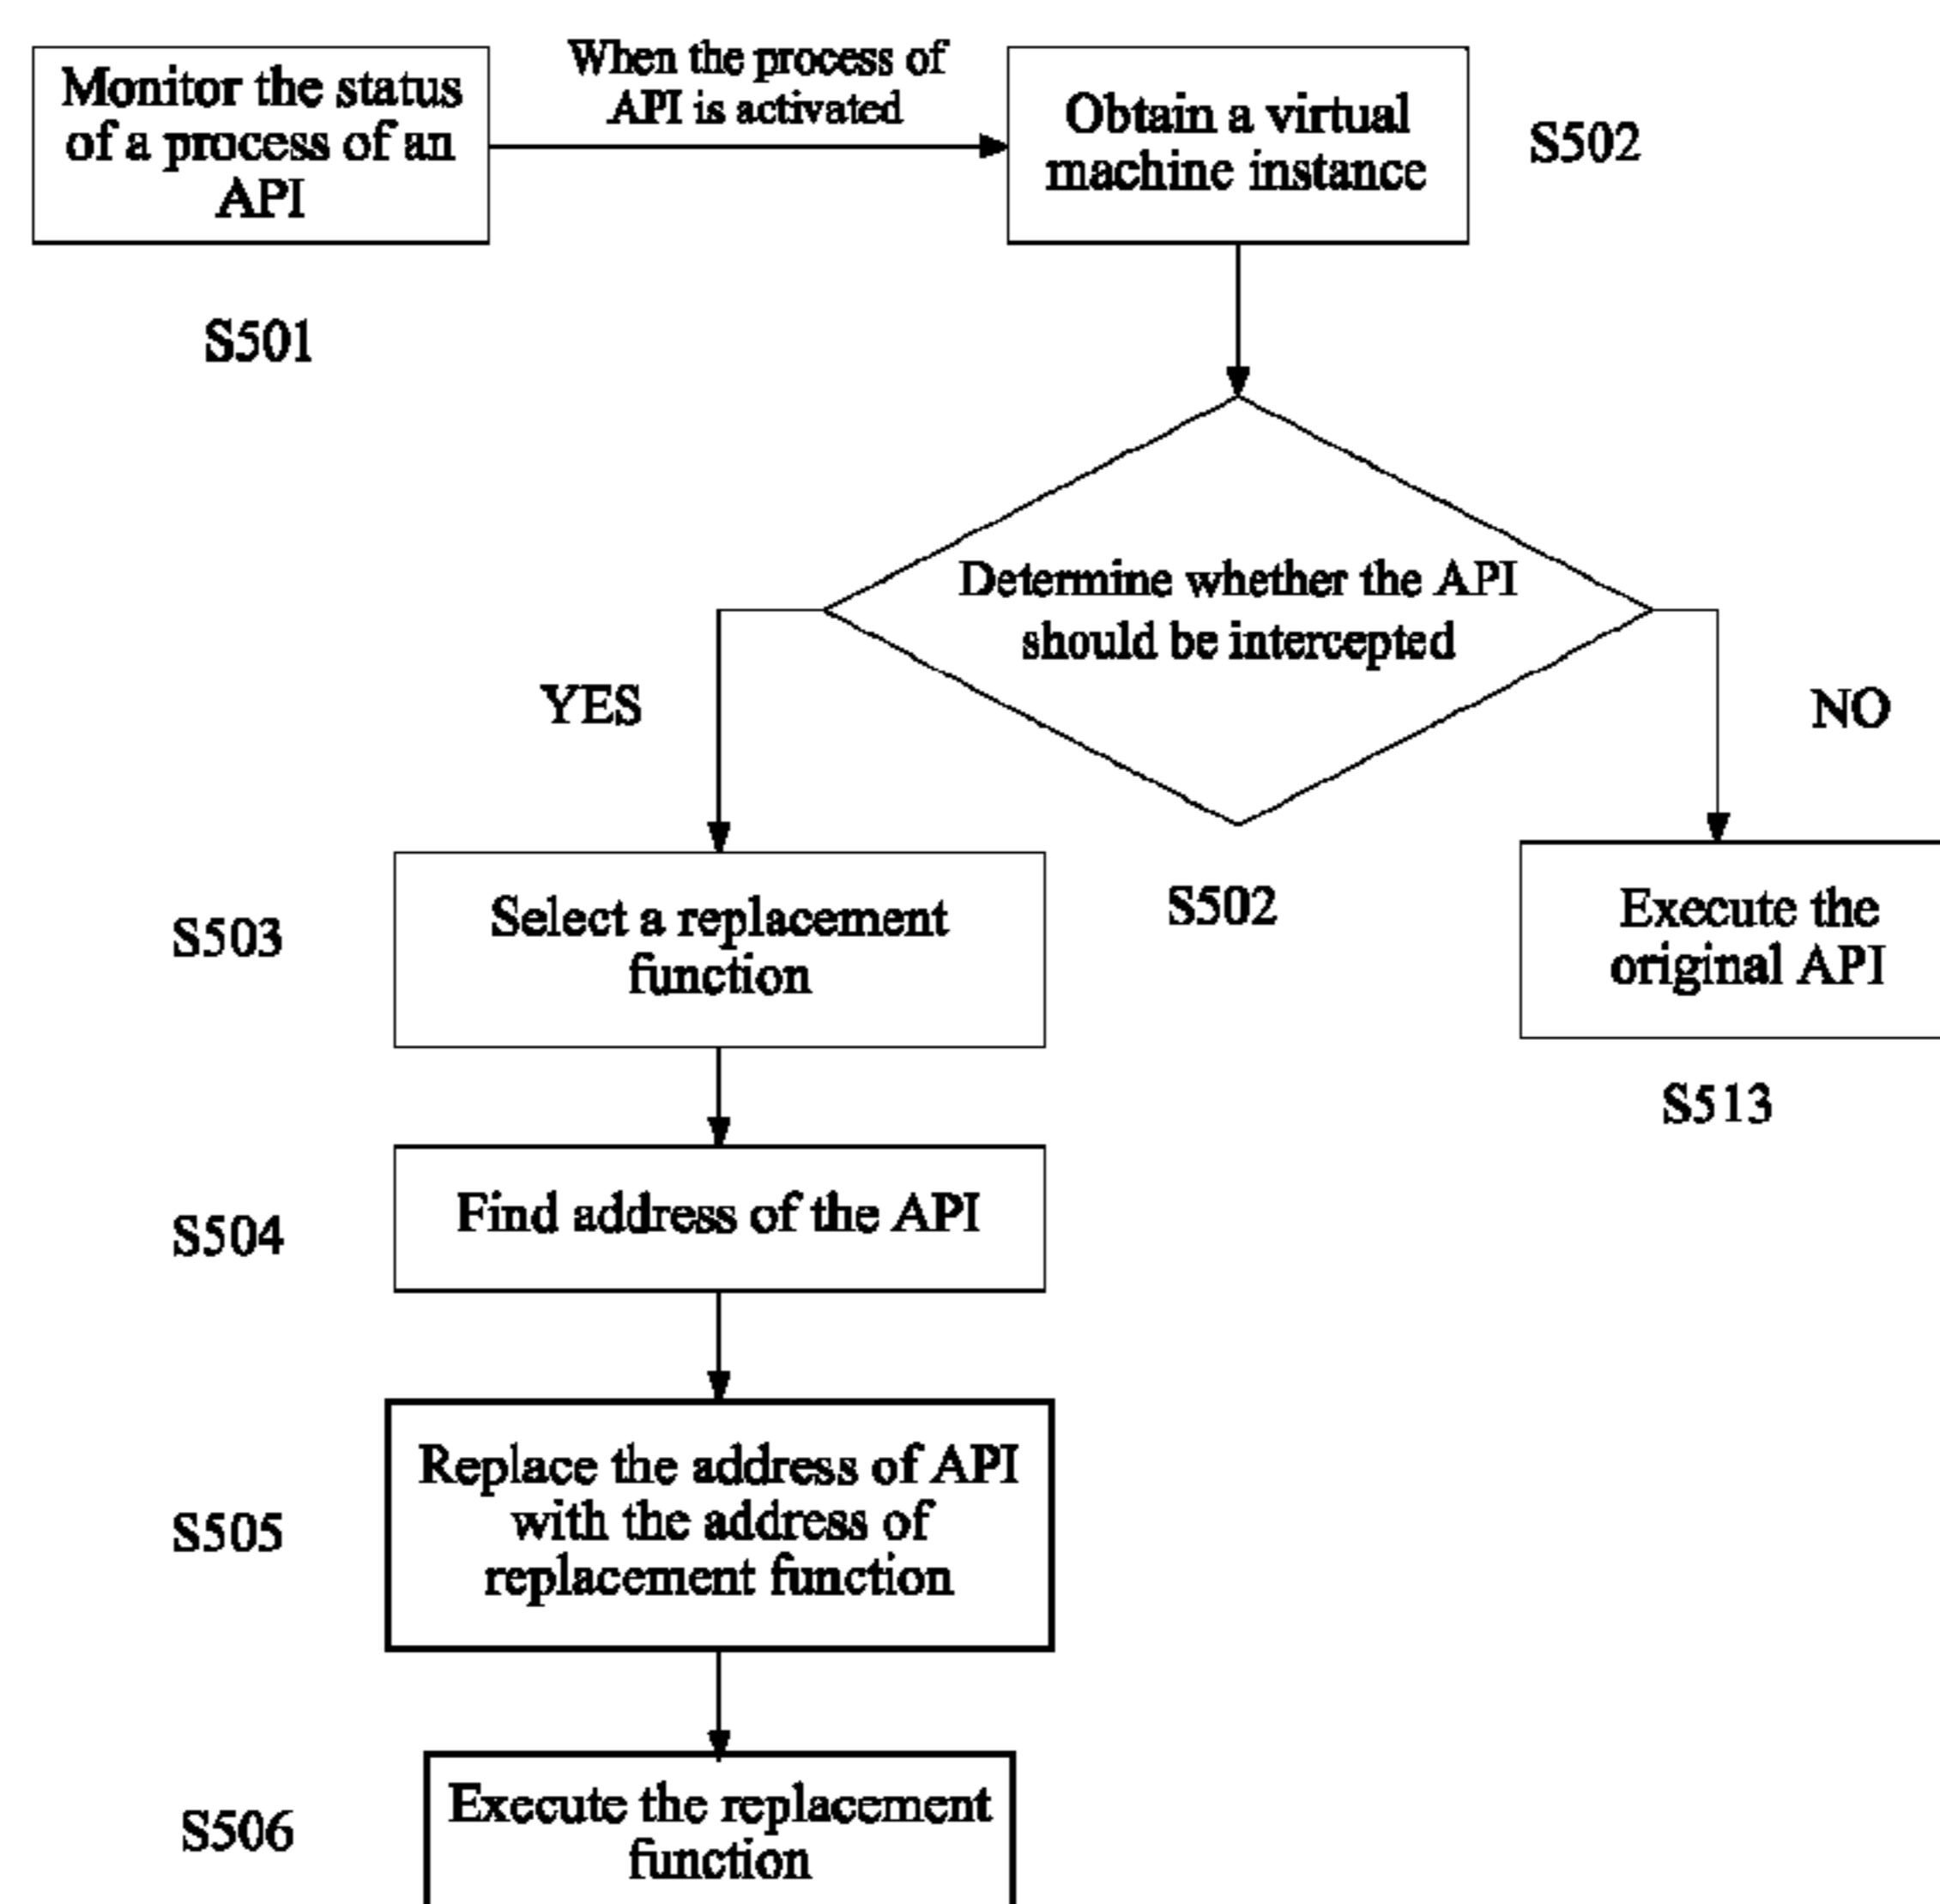 Monitor the status
of a process of an
API
S501
When the process of
API is activated
Obtain a virtual
machine instance
S502
Determine whether the API
should be intercepted
S502
YES
NO
S503
Select a replacement
function
Execute the
original API
S513
S504
Find address of the API
S505
Replace the address of API
with the address of
replacement function
S506
Execute the replacement
function